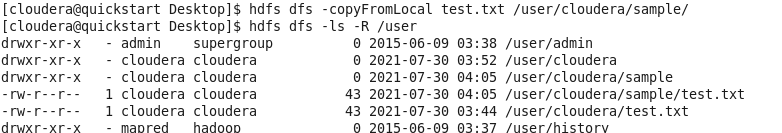 [cloudera@quickstart Desktop]$ hdfs dfs -copyFromLocal test.txt /user/cloudera/sample/
[cloudera@quickstart Desktop]$ hdfs dfs -ls -R /user
drwxr-xr-x   - admin    supergroup          0 2015-06-09 03:38 /user/admin
drwxr-xr-x   - cloudera cloudera            0 2021-07-30 03:52 /user/cloudera
drwxr-xr-x   - cloudera cloudera            0 2021-07-30 04:05 /user/cloudera/sample
-rw-r--r--   1 cloudera cloudera           43 2021-07-30 04:05 /user/cloudera/sample/test.txt
-rw-r--r--   1 cloudera cloudera           43 2021-07-30 03:44 /user/cloudera/test.txt
drwxr-xr-x   - mapred   hadoop              0 2015-06-09 03:37 /user/history